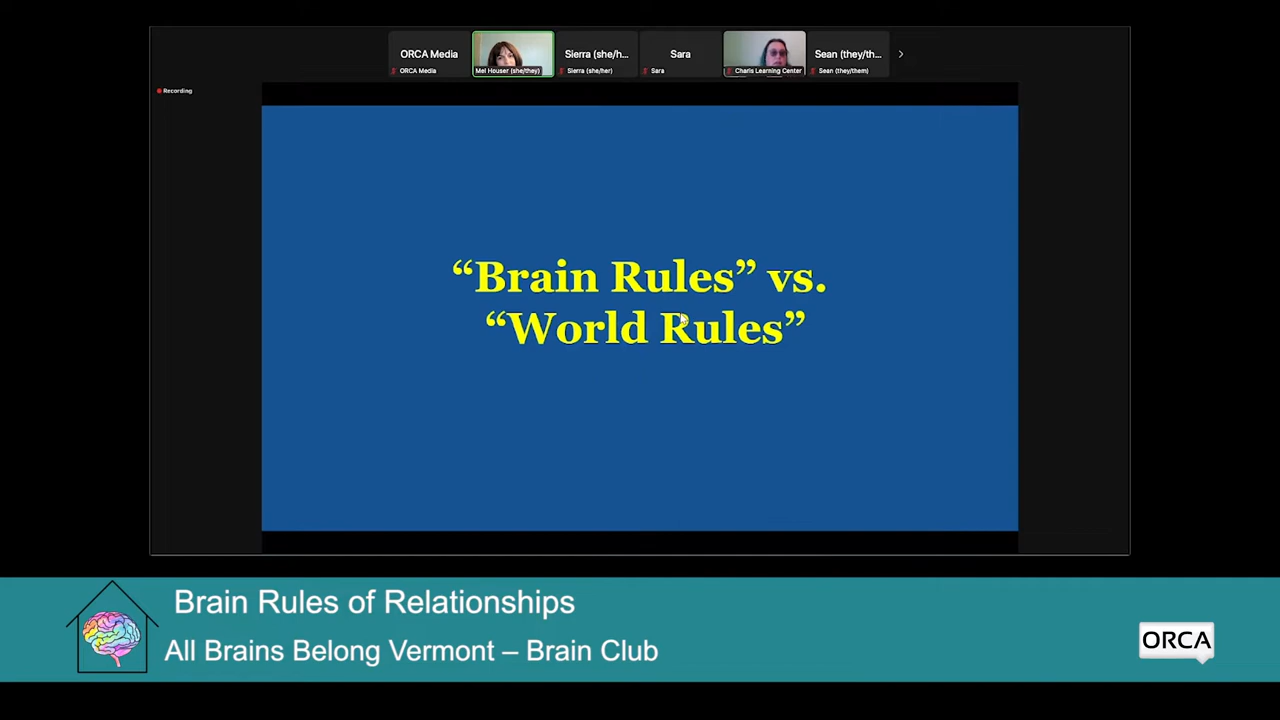 ORCA Media
Sierra (she/h...
Sara
Sean (they/th...
ORCA Media
Mel Houser (she/they)
Sierra (she/her)
Sara
Charis Learning Center
Sean (they/them)
Recording
“Brain Rules” vs.
“World Rules”
Brain Rules of Relationships
All Brains Belong Vermont – Brain Club
ORCA